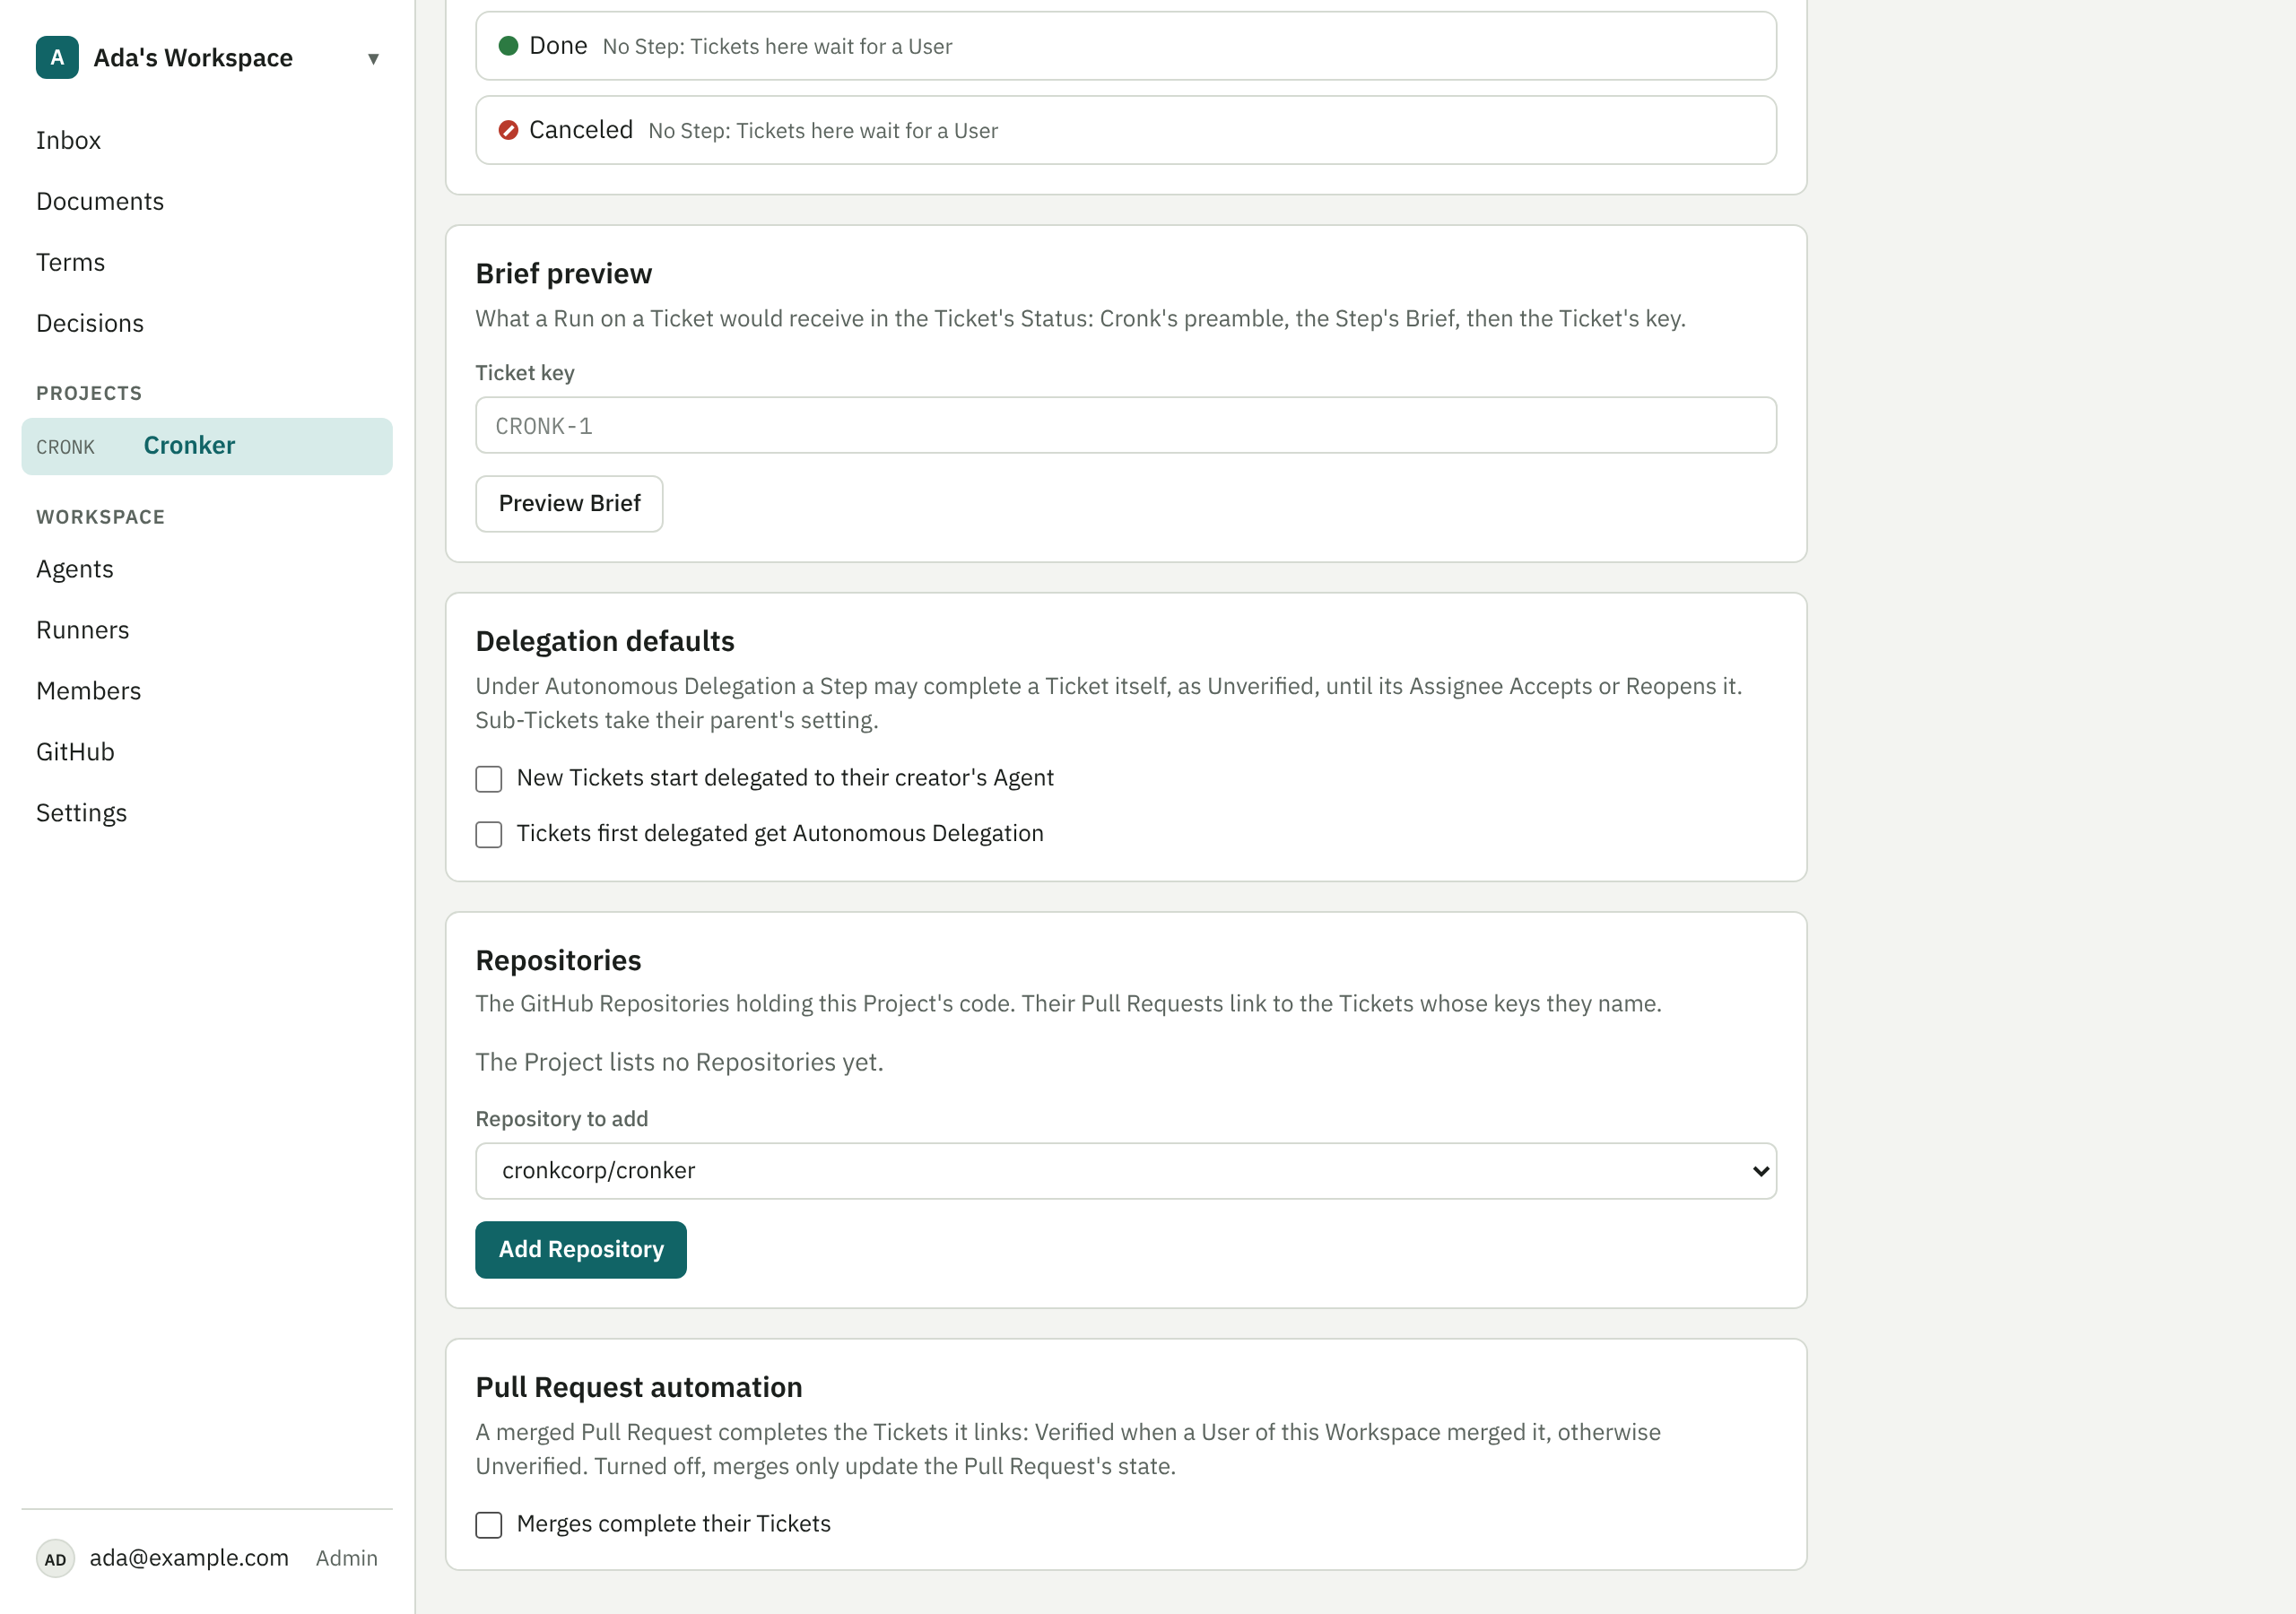 A Ada's Workspace ▼
Inbox
Documents
Terms
Decisions
PROJECTS
CRONK Cronker
WORKSPACE
Agents
Runners
Members
GitHub
Settings
AD ada@example.com Admin
Done No Step: Tickets here wait for a User
Canceled No Step: Tickets here wait for a User
Brief preview
What a Run on a Ticket would receive in the Ticket's Status: Cronk's preamble, the Step's Brief, then the Ticket's key.
Ticket key
CRONK-1
Preview Brief
Delegation defaults
Under Autonomous Delegation a Step may complete a Ticket itself, as Unverified, until its Assignee Accepts or Reopens it.
Sub-Tickets take their parent's setting.
New Tickets start delegated to their creator's Agent
Tickets first delegated get Autonomous Delegation
Repositories
The GitHub Repositories holding this Project's code. Their Pull Requests link to the Tickets whose keys they name.
The Project lists no Repositories yet.
Repository to add
cronkcorp/cronker
Add Repository
Pull Request automation
A merged Pull Request completes the Tickets it links: Verified when a User of this Workspace merged it, otherwise
Unverified. Turned off, merges only update the Pull Request's state.
Merges complete their Tickets